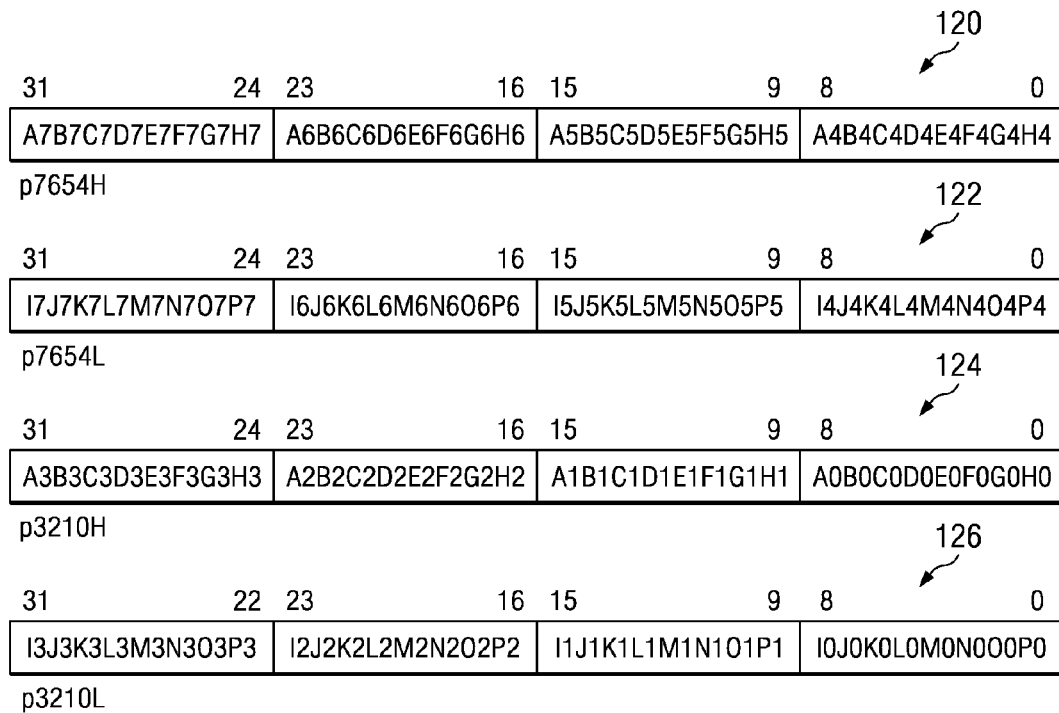 120
31 24 23 16 15 9 8 0
A7B7C7D7E7F7G7H7 A6B6C6D6E6F6G6H6 A5B5C5D5E5F5G5H5 A4B4C4D4E4F4G4H4
p7654H
122
31 24 23 16 15 9 8 0
I7J7K7L7M7N7O7P7 I6J6K6L6M6N6O6P6 I5J5K5L5M5N5O5P5 I4J4K4L4M4N4O4P4
p7654L
124
31 24 23 16 15 9 8 0
A3B3C3D3E3F3G3H3 A2B2C2D2E2F2G2H2 A1B1C1D1E1F1G1H1 A0B0C0D0E0F0G0H0
p3210H
126
31 22 23 16 15 9 8 0
I3J3K3L3M3N3O3P3 I2J2K2L2M2N2O2P2 I1J1K1L1M1N1O1P1 I0J0K0L0M0N0O0P0
p3210L